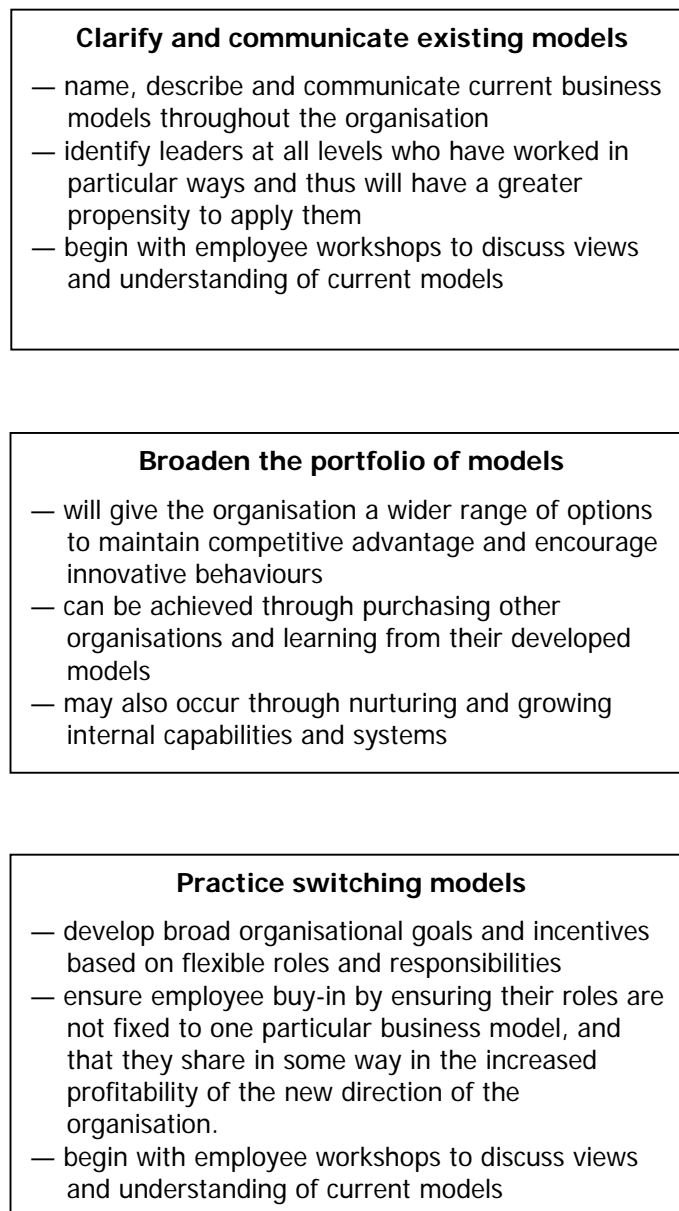 Clarify and communicate existing models
— name, describe and communicate current business
models throughout the organisation
— identify leaders at all levels who have worked in
particular ways and thus will have a greater
propensity to apply them
— begin with employee workshops to discuss views
and understanding of current models
Broaden the portfolio of models
— will give the organisation a wider range of options
to maintain competitive advantage and encourage
innovative behaviours
— can be achieved through purchasing other
organisations and learning from their developed
models
— may also occur through nurturing and growing
internal capabilities and systems
Practice switching models
— develop broad organisational goals and incentives
based on flexible roles and responsibilities
— ensure employee buy-in by ensuring their roles are
not fixed to one particular business model, and
that they share in some way in the increased
profitability of the new direction of the
organisation.
— begin with employee workshops to discuss views
and understanding of current models